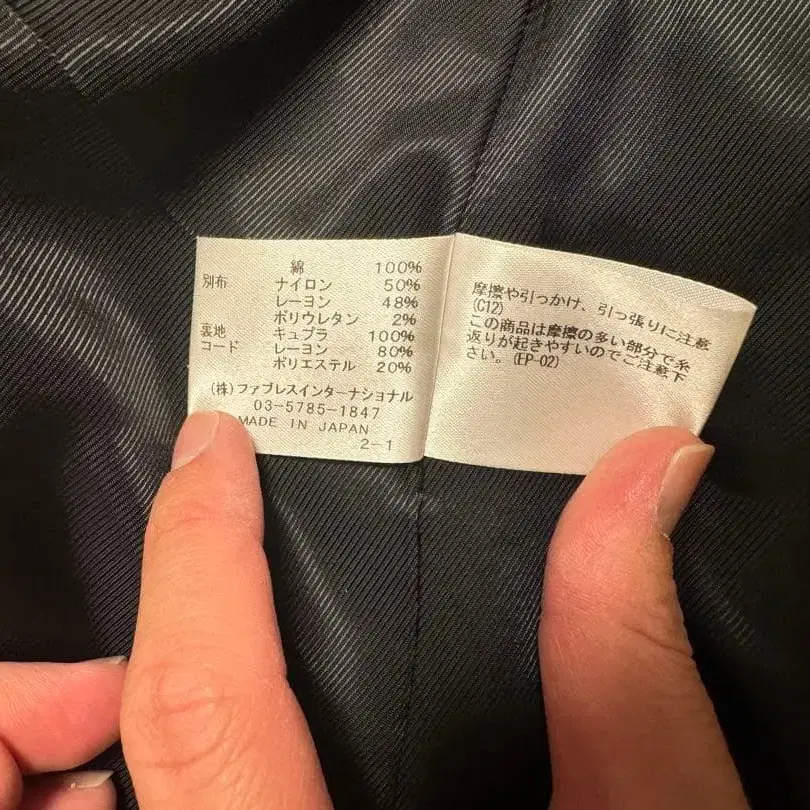 綿 100%
別布 ナイロン 50%
レーヨン 48%
ポリウレタン 2%
裏地 キュプラ 100%
コード レーヨン 80%
ポリエステル 20%
(株)ファブレスインターナショナル
03-5785-1847
MADE IN JAPAN
2-1
摩擦や引っかけ、引っ張りに注意
(C12)
この商品は摩擦の多い部分で糸
返りが起きやすいのでご注意下
さい。(EP-02)